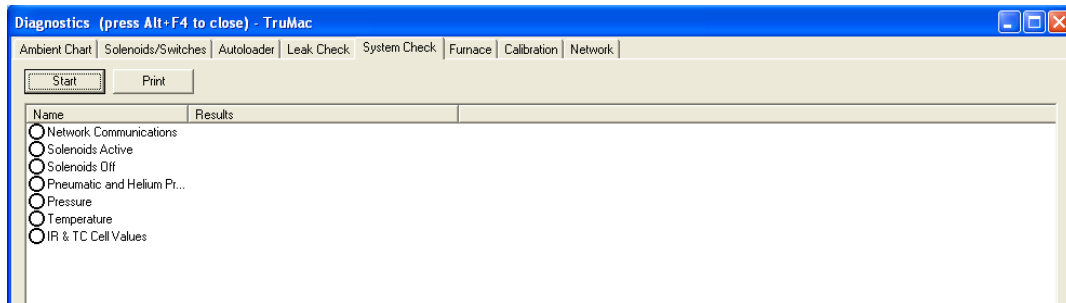 Diagnostics (press Alt+F4 to close) - TruMac
Ambient Chart Solenoids/Switches Autoloader Leak Check System Check Furnace Calibration Network
Start Print
Name Results
Network Communications
Solenoids Active
Solenoids Off
Pneumatic and Helium Pr...
Pressure
Temperature
IR & TC Cell Values